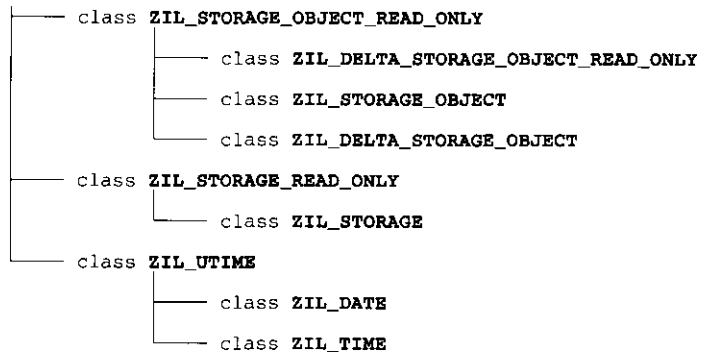 class ZIL_STORAGE_OBJECT_READ_ONLY
class ZIL_DELTA_STORAGE_OBJECT_READ_ONLY
class ZIL_STORAGE_OBJECT
class ZIL_DELTA_STORAGE_OBJECT
class ZIL_STORAGE_READ_ONLY
class ZIL_STORAGE
class ZIL_UTIME
class ZIL_DATE
class ZIL_TIME